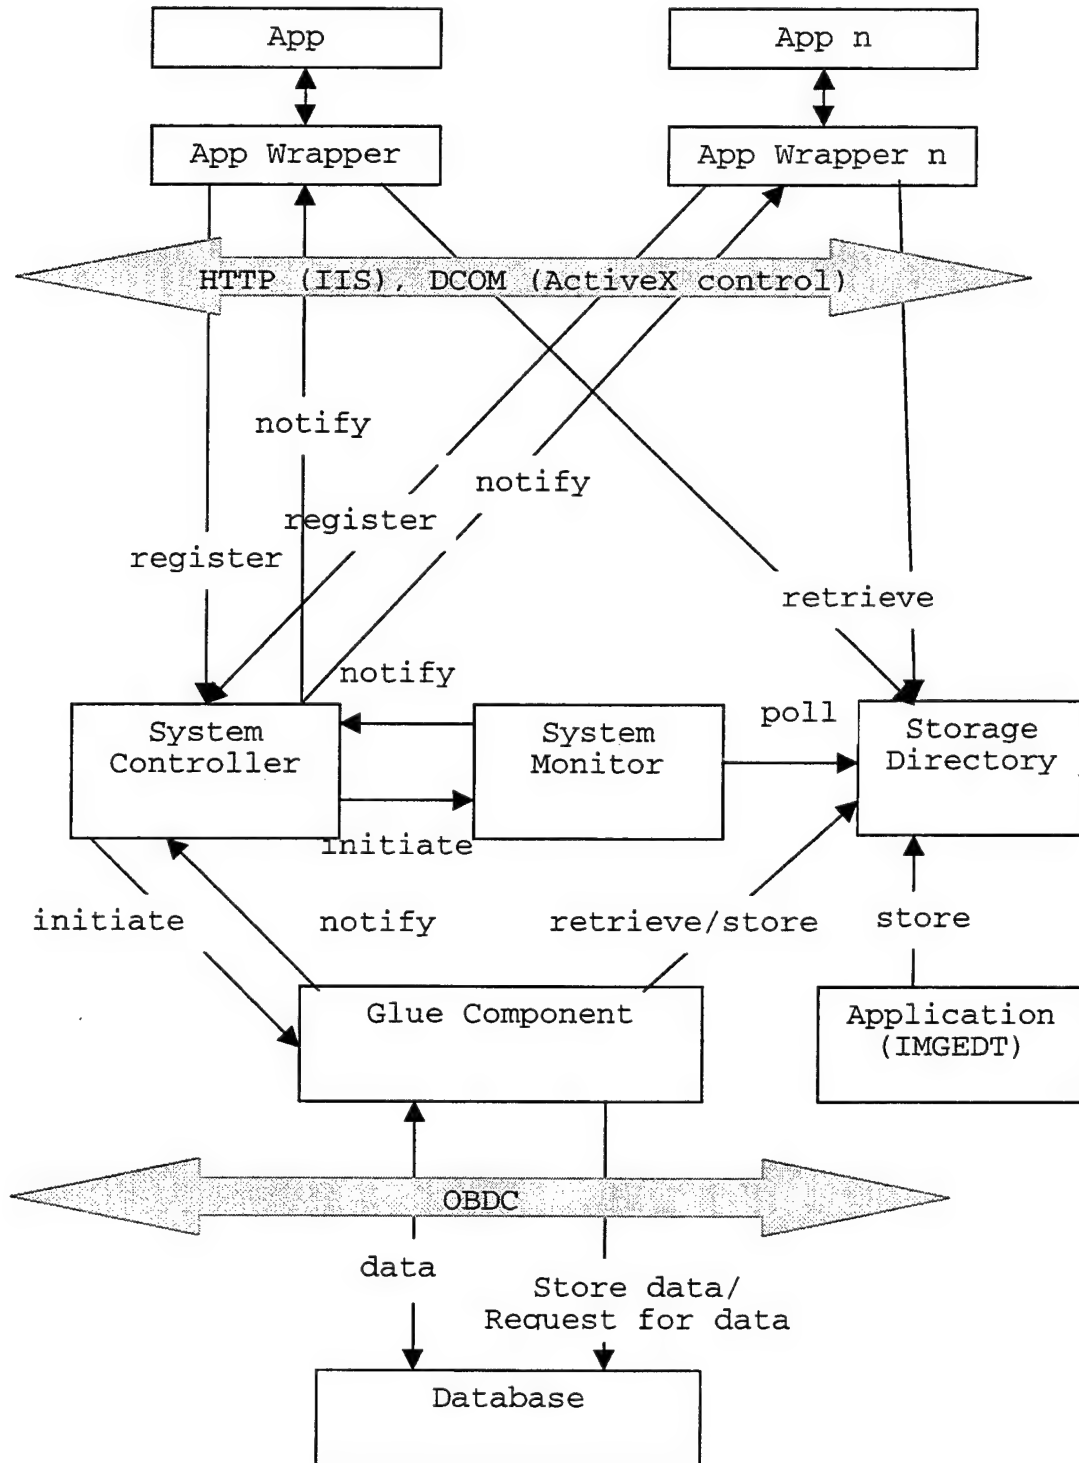 App
App n
App Wrapper
App Wrapper n
HTTP (IIS), DCOM (ActiveX control)
notify
notify
register
register
retrieve
notify
poll
System
Controller
System
Monitor
Storage
Directory
initiate
initiate
notify
retrieve/store
store
Glue Component
Application
(IMGEDT)
OBDC
data
Store data/
Request for data
Database